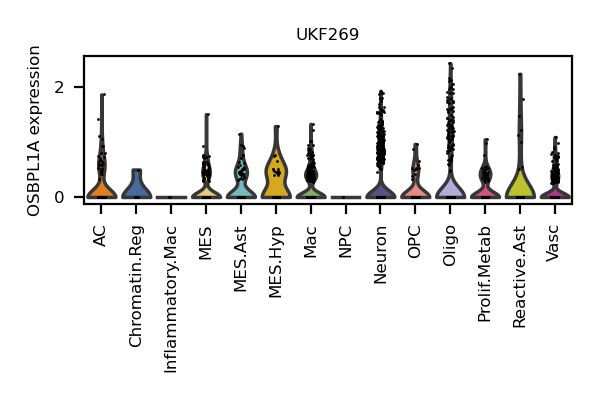 UKF269
OSBPL1A expression
2
0
AC
Chromatin.Reg
Inflammatory.Mac
MES
MES.Ast
MES.Hyp
Mac
NPC
Neuron
OPC
Oligo
Prolif.Metab
Reactive.Ast
Vasc